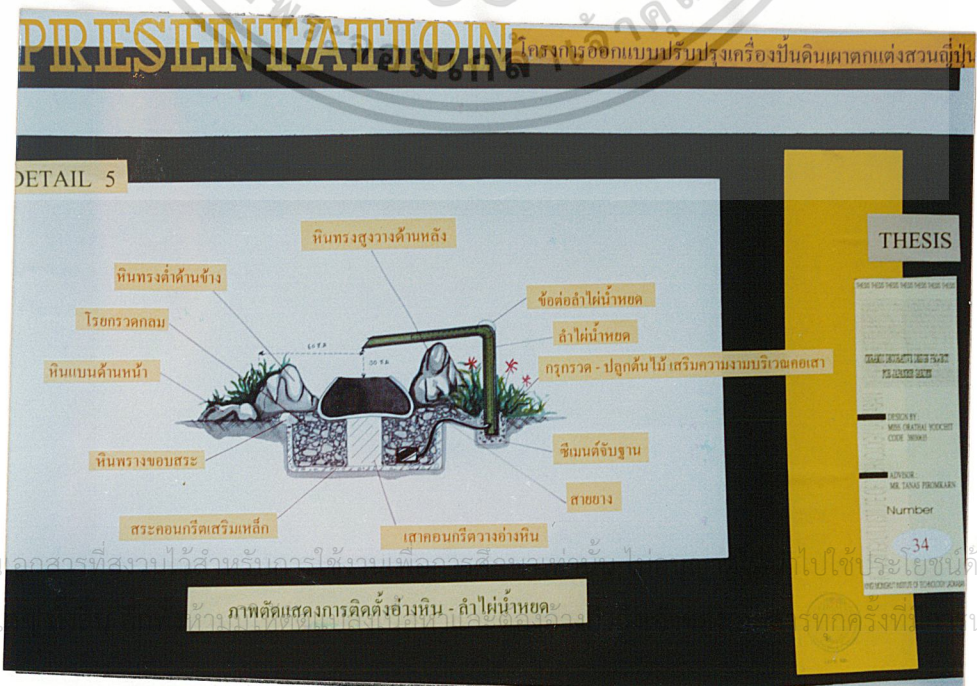 PRESENTATION
โครงการออกแบบปรับปรุงเครื่องปั้นดินเผาตกแต่งสวนญี่ปุ่น
DETAIL 5
หินทรงสูงวางด้านหลัง
หินทรงต่ำด้านข้าง
ข้อต่อลำไผ่น้ำหยด
โรยกรวดกลม
ลำไผ่น้ำหยด
หินแบนด้านหน้า
กรุกรวด - ปลูกต้นไม้ เสริมความงามบริเวณคอเสา
หินพรางขอบสระ
ซีเมนต์จับฐาน
สายยาง
สระคอนกรีตเสริมเหล็ก
เสาคอนกรีตวางอ่างหิน
ภาพตัดแสดงการติดตั้งอ่างหิน - ลำไผ่น้ำหยด
THESIS
THESIS THESIS THESIS THESIS THESIS THESIS
DESIGN BY.
MISS ORATHAI YODCHIT
CODE
ADVISOR.
MR. TANAS PIROMKARN
Number
34